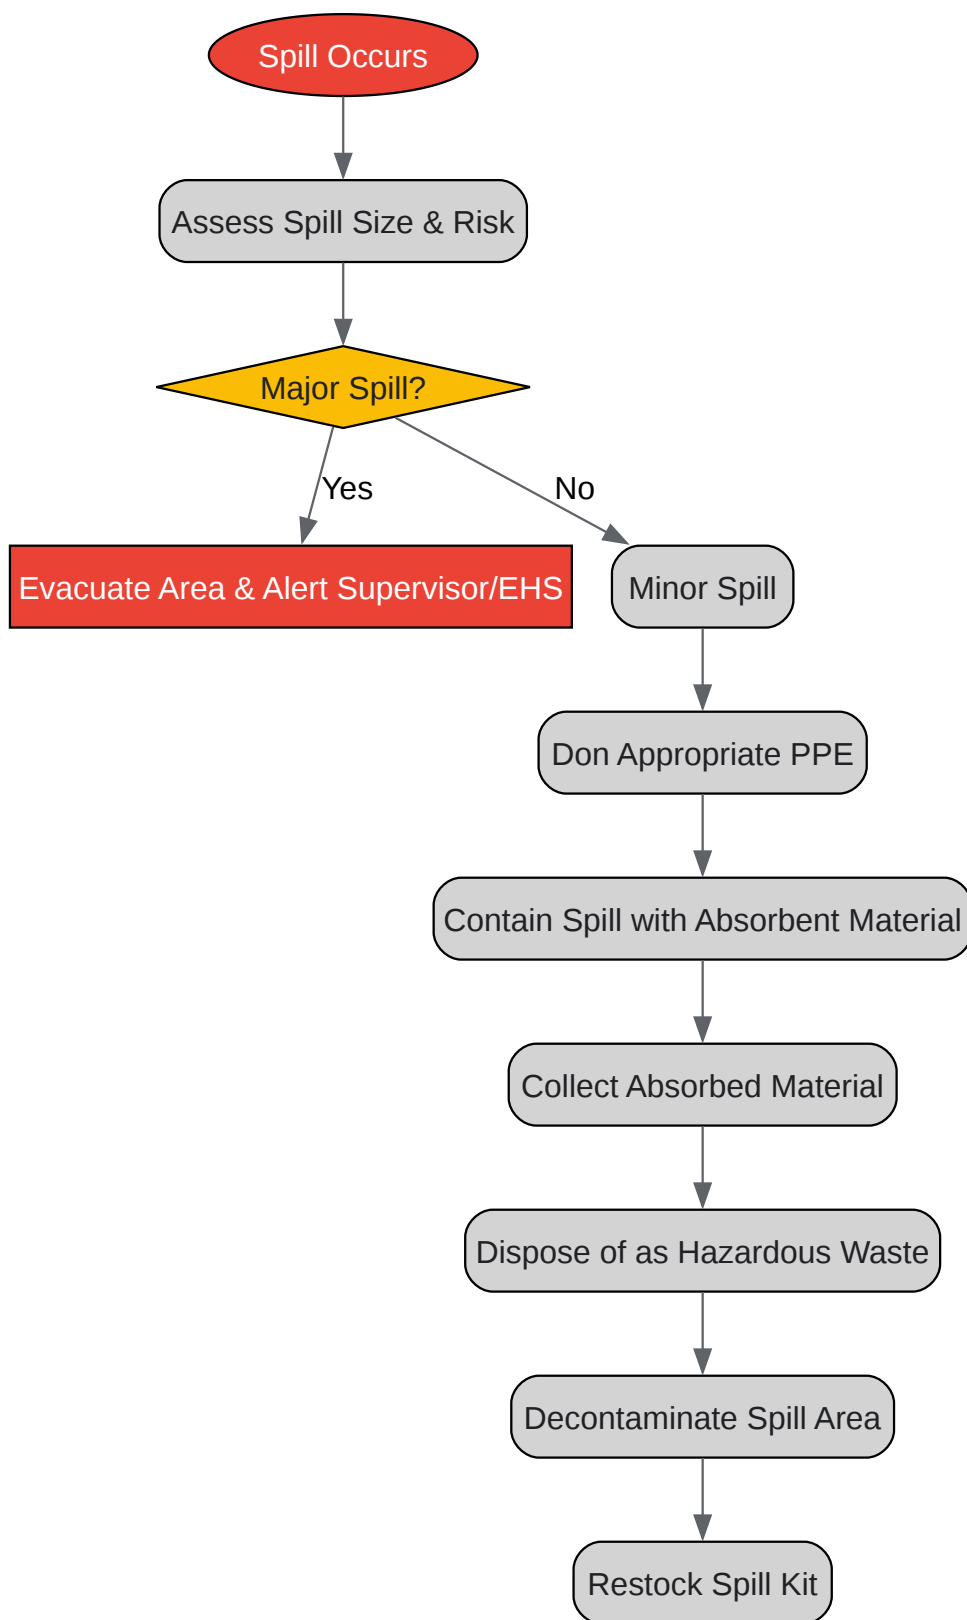 Spill Occurs
Assess Spill Size & Risk
Major Spill?
Yes
No
Evacuate Area & Alert Supervisor/EHS
Minor Spill
Don Appropriate PPE
Contain Spill with Absorbent Material
Collect Absorbed Material
Dispose of as Hazardous Waste
Decontaminate Spill Area
Restock Spill Kit